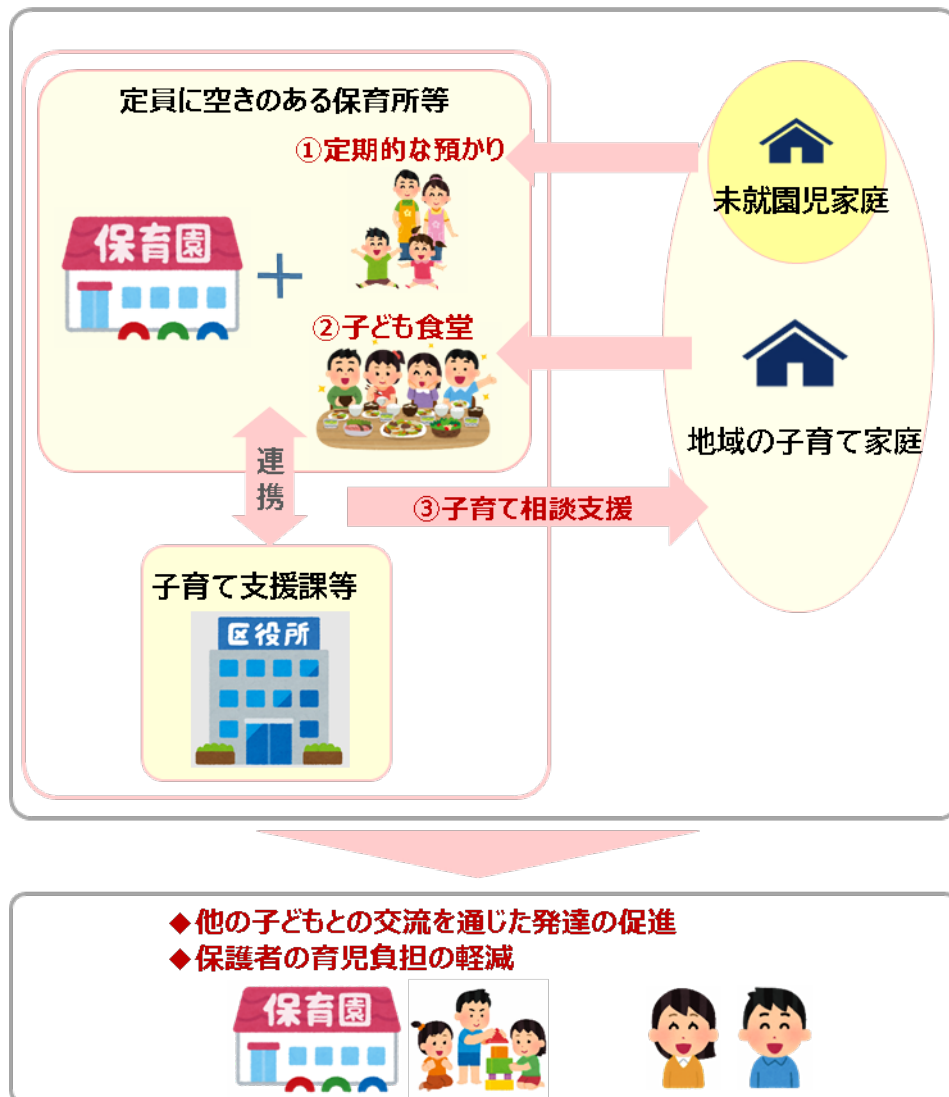 定員に空きのある保育所等
①定期的な預かり
保育園
②子ども食堂
未就園児家庭
地域の子育て家庭
連携
③子育て相談支援
子育て支援課等
区役所
◆他の子どもとの交流を通じた発達の促進
◆保護者の育児負担の軽減
保育園